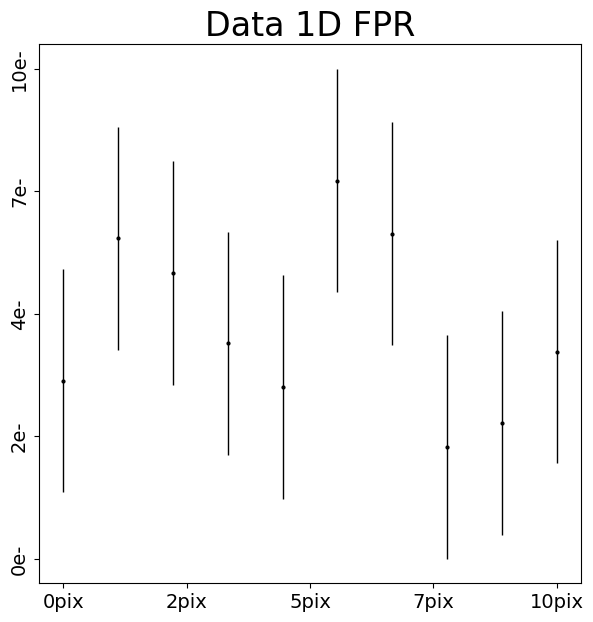 Data 1D FPR
10e-
7e-
4e-
2e-
0e-
0pix 2pix 5pix 7pix 10pix